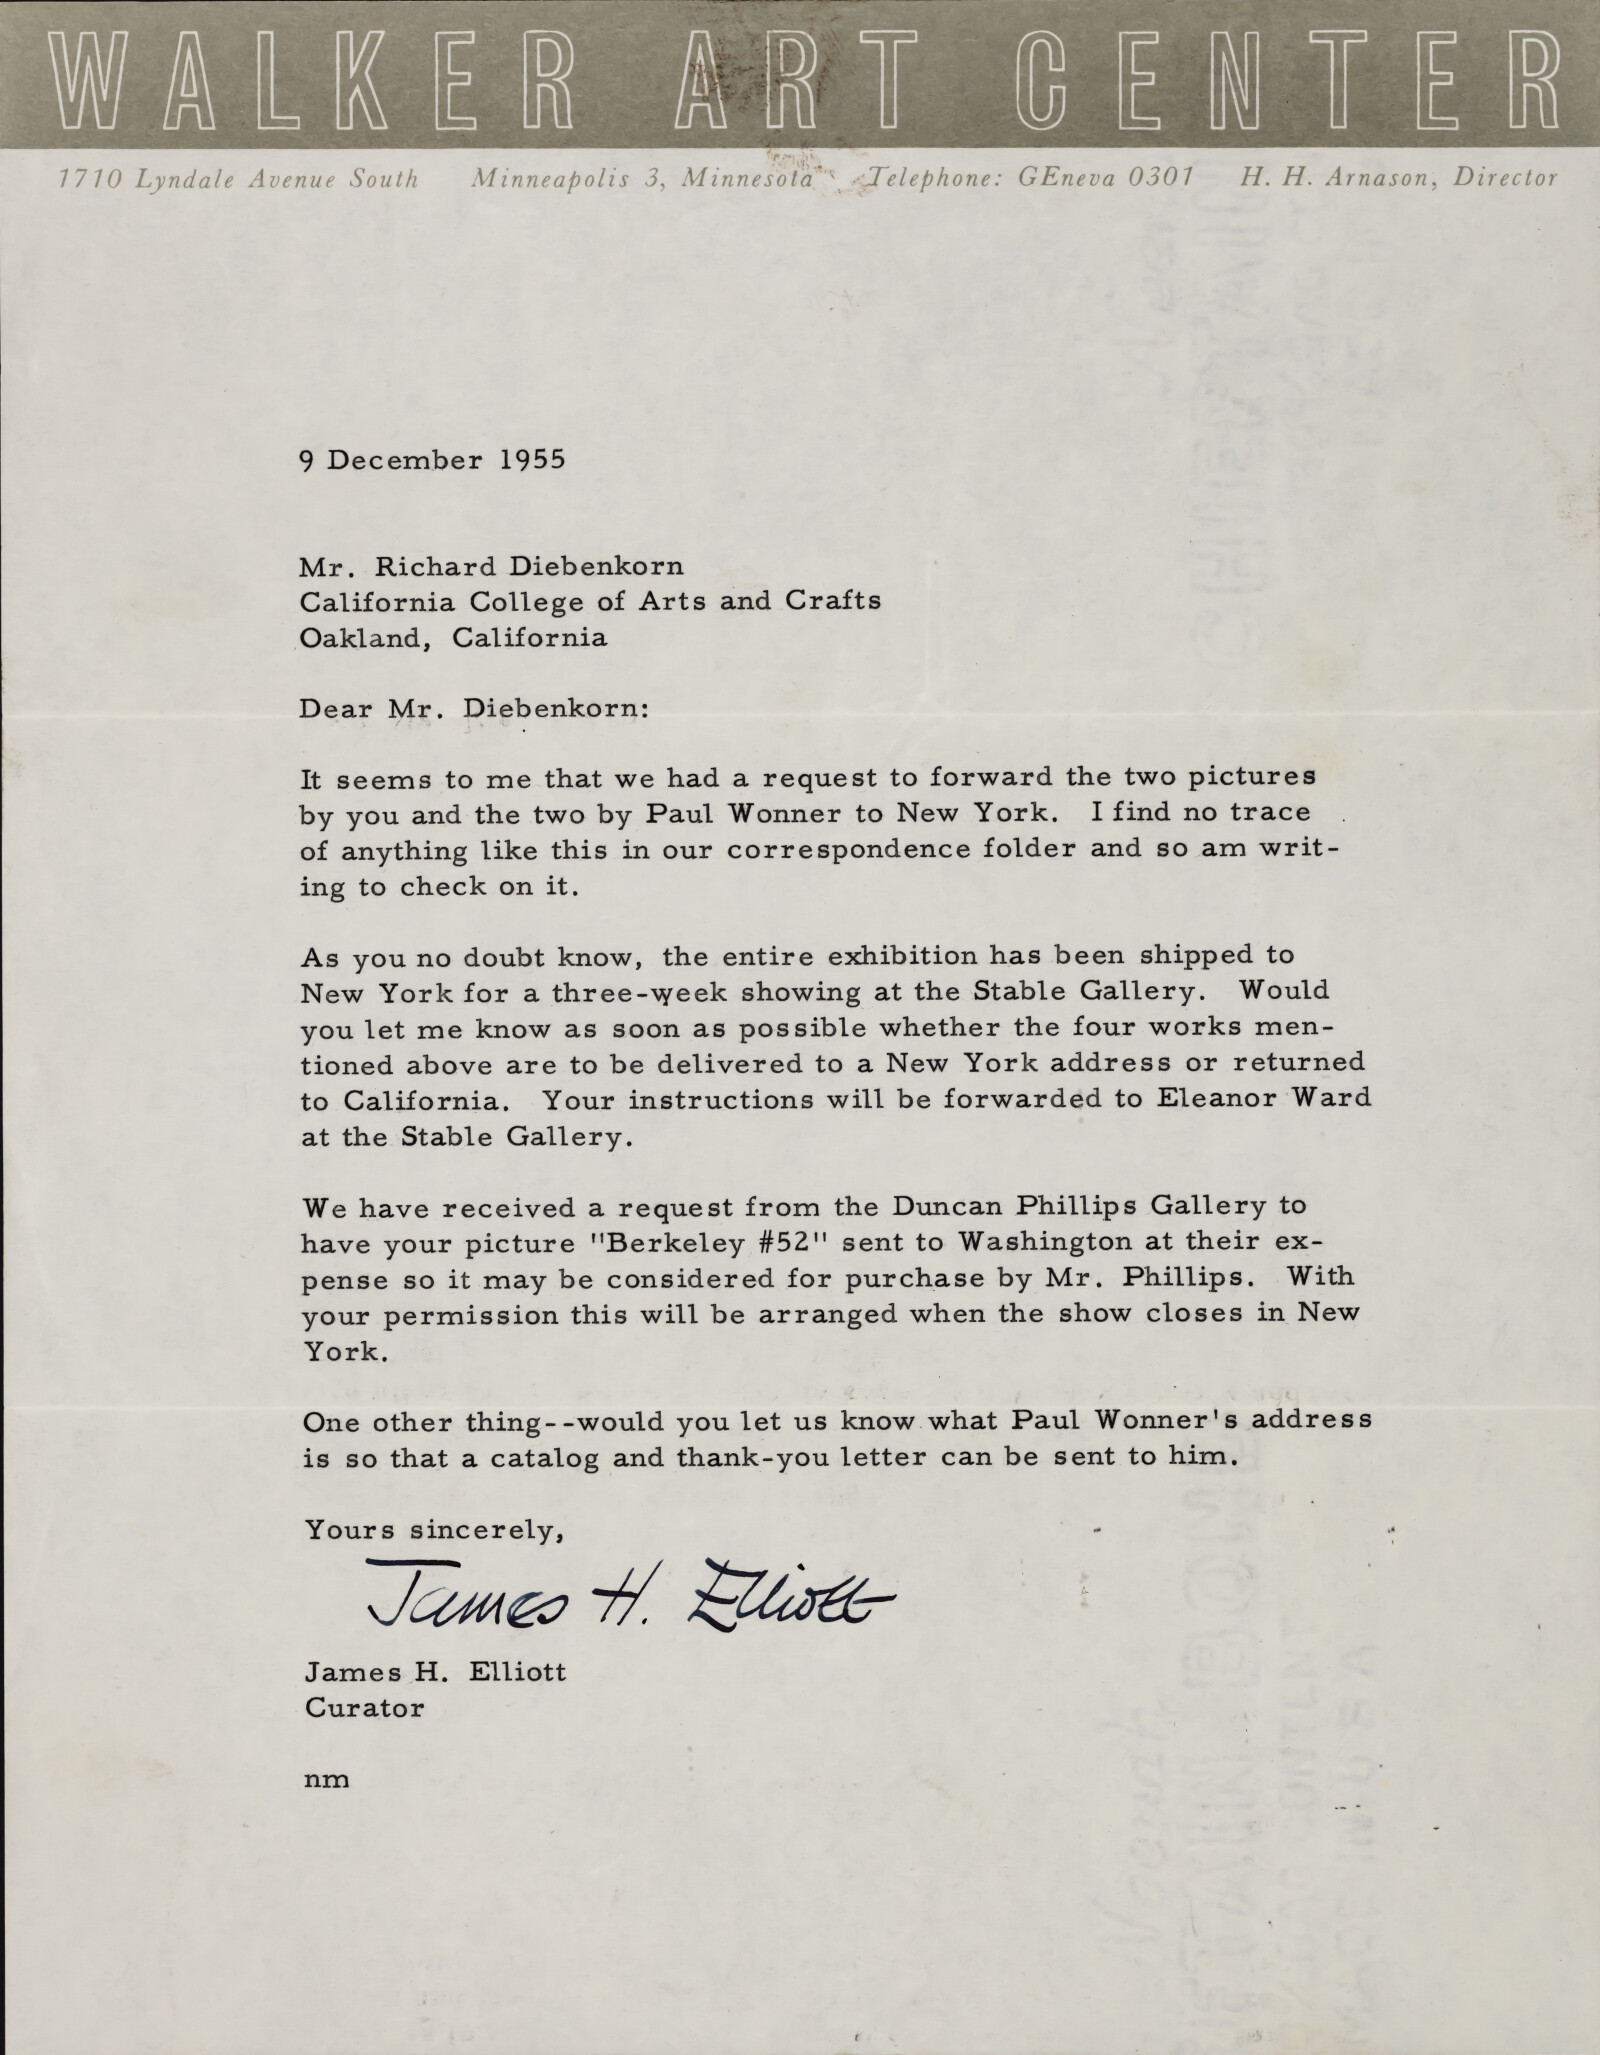 WALKER ART CENTER
1710 Lyndale Avenue South Minneapolis 3, Minnesota Telephone: GEneva 0301 H. H. Arnason, Director
9 December 1955
Mr. Richard Diebenkorn
California College of Arts and Crafts
Oakland, California
Dear Mr. Diebenkorn:
It seems to me that we had a request to forward the two pictures
by you and the two by Paul Wonner to New York. I find no trace
of anything like this in our correspondence folder and so am writ-
ing to check on it.
As you no doubt know, the entire exhibition has been shipped to
New York for a three-week showing at the Stable Gallery. Would
you let me know as soon as possible whether the four works men-
tioned above are to be delivered to a New York address or returned
to California. Your instructions will be forwarded to Eleanor Ward
at the Stable Gallery.
We have received a request from the Duncan Phillips Gallery to
have your picture "Berkeley #52" sent to Washington at their ex-
pense so it may be considered for purchase by Mr. Phillips. With
your permission this will be arranged when the show closes in New
York.
One other thing--would you let us know what Paul Wonner's address
is so that a catalog and thank-you letter can be sent to him.
Yours sincerely,
James H. Elliott
James H. Elliott
Curator
nm